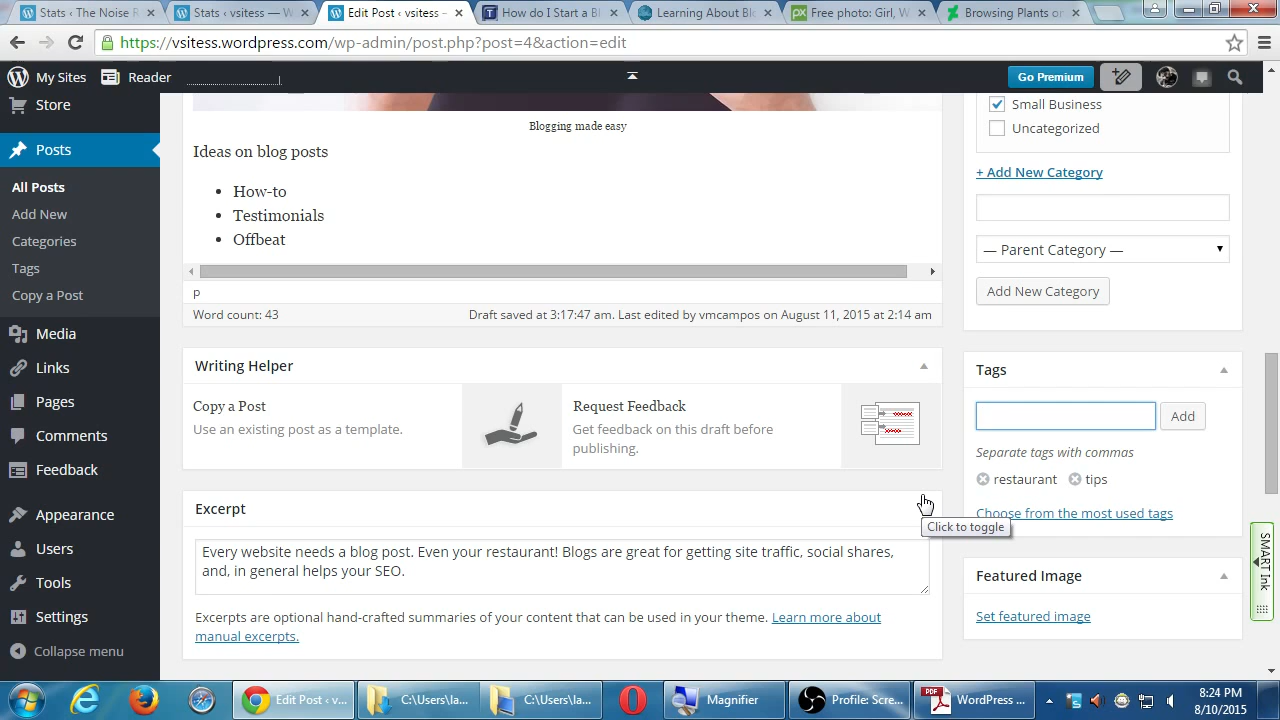 Stats ‹ The Noise R
Stats ‹ vsitess — W
Edit Post ‹ vsitess –
How do I Start a Bl
Learning About Blo
Free photo: Girl, W
Browsing Plants on
https://vsitess.wordpress.com/wp-admin/post.php?post=4&action=edit
My Sites
Reader
Go Premium
Store
Posts
All Posts
Add New
Categories
Tags
Copy a Post
Media
Links
Pages
Comments
Feedback
Appearance
Users
Tools
Settings
Collapse menu
Blogging made easy
Ideas on blog posts
How-to
Testimonials
Offbeat
p
Word count: 43
Draft saved at 3:17:47 am. Last edited by vmcampos on August 11, 2015 at 2:14 am
Writing Helper
Copy a Post
Use an existing post as a template.
Request Feedback
Get feedback on this draft before
publishing.
Excerpt
Every website needs a blog post. Even your restaurant! Blogs are great for getting site traffic, social shares,
and, in general helps your SEO.
Excerpts are optional hand-crafted summaries of your content that can be used in your theme. Learn more about
manual excerpts.
Small Business
Uncategorized
+ Add New Category
— Parent Category —
Add New Category
Tags
Add
Separate tags with commas
restaurant
tips
Choose from the most used tags
Click to toggle
Featured Image
Set featured image
SMART Ink
Edit Post ‹ v...
C:\Users\la...
C:\Users\la...
Magnifier
Profile: Scre...
PDF
WordPress ...
8:24 PM
8/10/2015